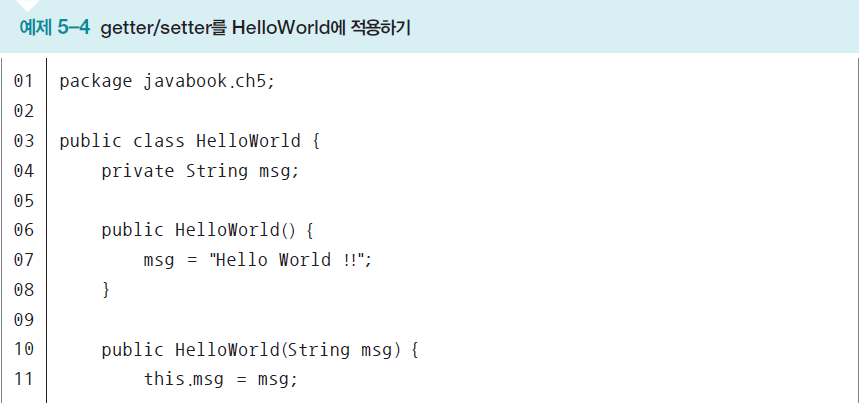 예제 5-4 getter/setter를 HelloWorld에 적용하기
01 package javabook.ch5;
02
03 public class HelloWorld {
04 private String msg;
05
06 public HelloWorld() {
07 msg = "Hello World !!";
08 }
09
10 public HelloWorld(String msg) {
11 this.msg = msg;